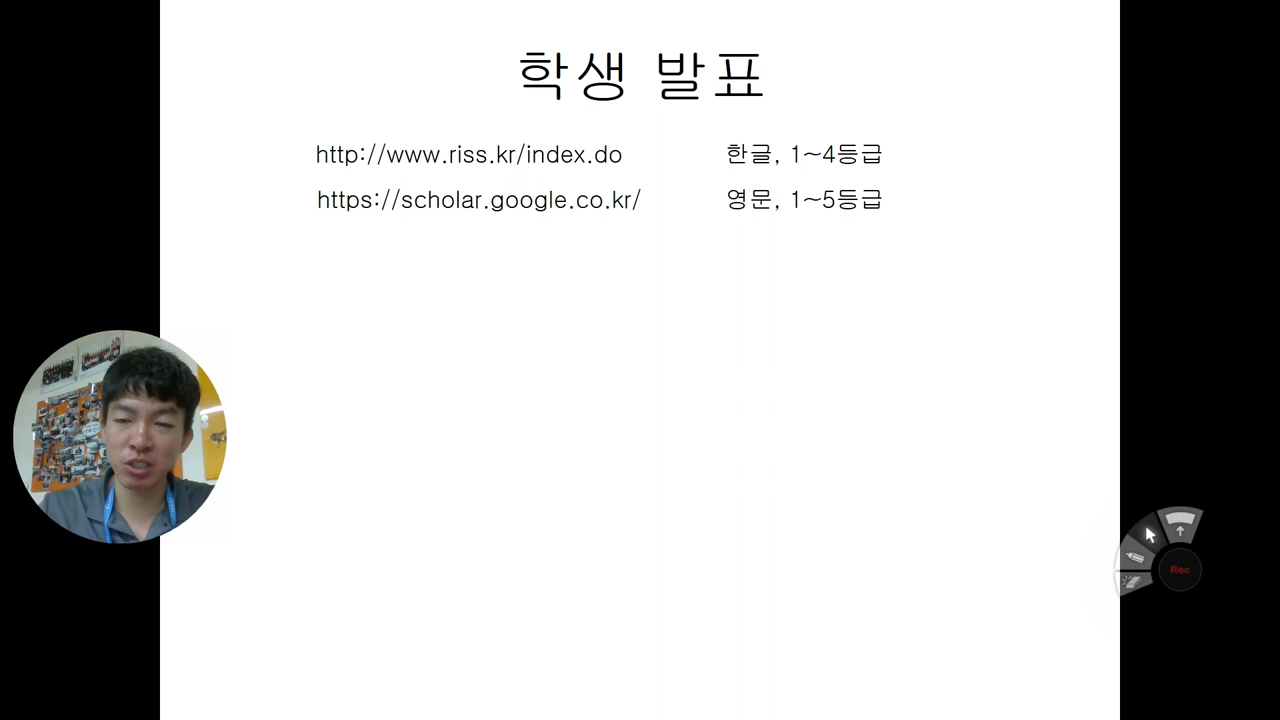 학생 발표
http://www.riss.kr/index.do 한글, 1~4등급
https://scholar.google.co.kr/ 영문, 1~5등급
Rec